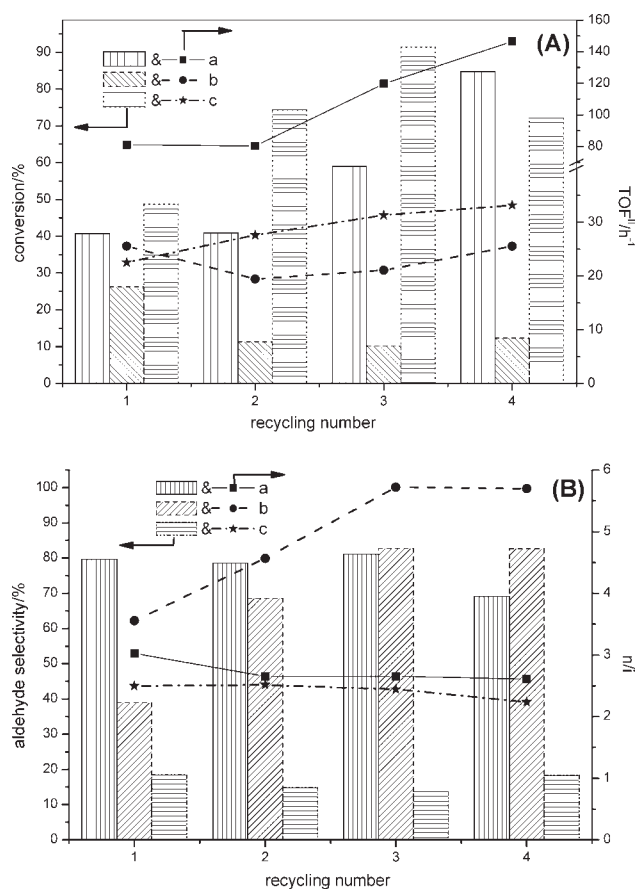 (A)
& a
& b
& c
conversion/%
90
80
70
60
50
40
30
20
10
0
160
140
120
100
80
30
20
10
0
TOF^II/h^-1
1 2 3 4
recycling number
(B)
& a
& b
& c
aldehyde selectivity/%
100
90
80
70
60
50
40
30
20
10
0
6
5
4
3
2
1
0
n/i
1 2 3 4
recycling number